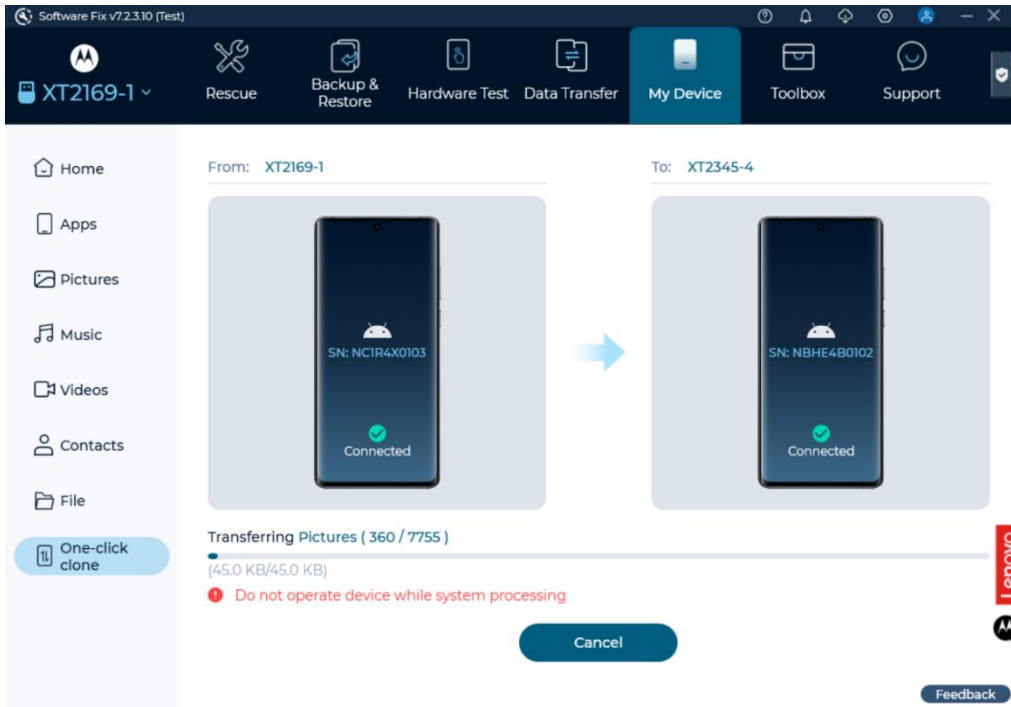 Software Fix v7.2.3.10 (Test)
XT2169-1
Rescue
Backup &
Restore
Hardware Test
Data Transfer
My Device
Toolbox
Support
Home
Apps
Pictures
Music
Videos
Contacts
File
One-click
clone
From: XT2169-1
To: XT2345-4
SN: NC1R4X0103
Connected
SN: NBHE4B0102
Connected
Transferring Pictures ( 360 / 7755 )
(45.0 KB/45.0 KB)
Do not operate device while system processing
Cancel
Lenovo
Feedback